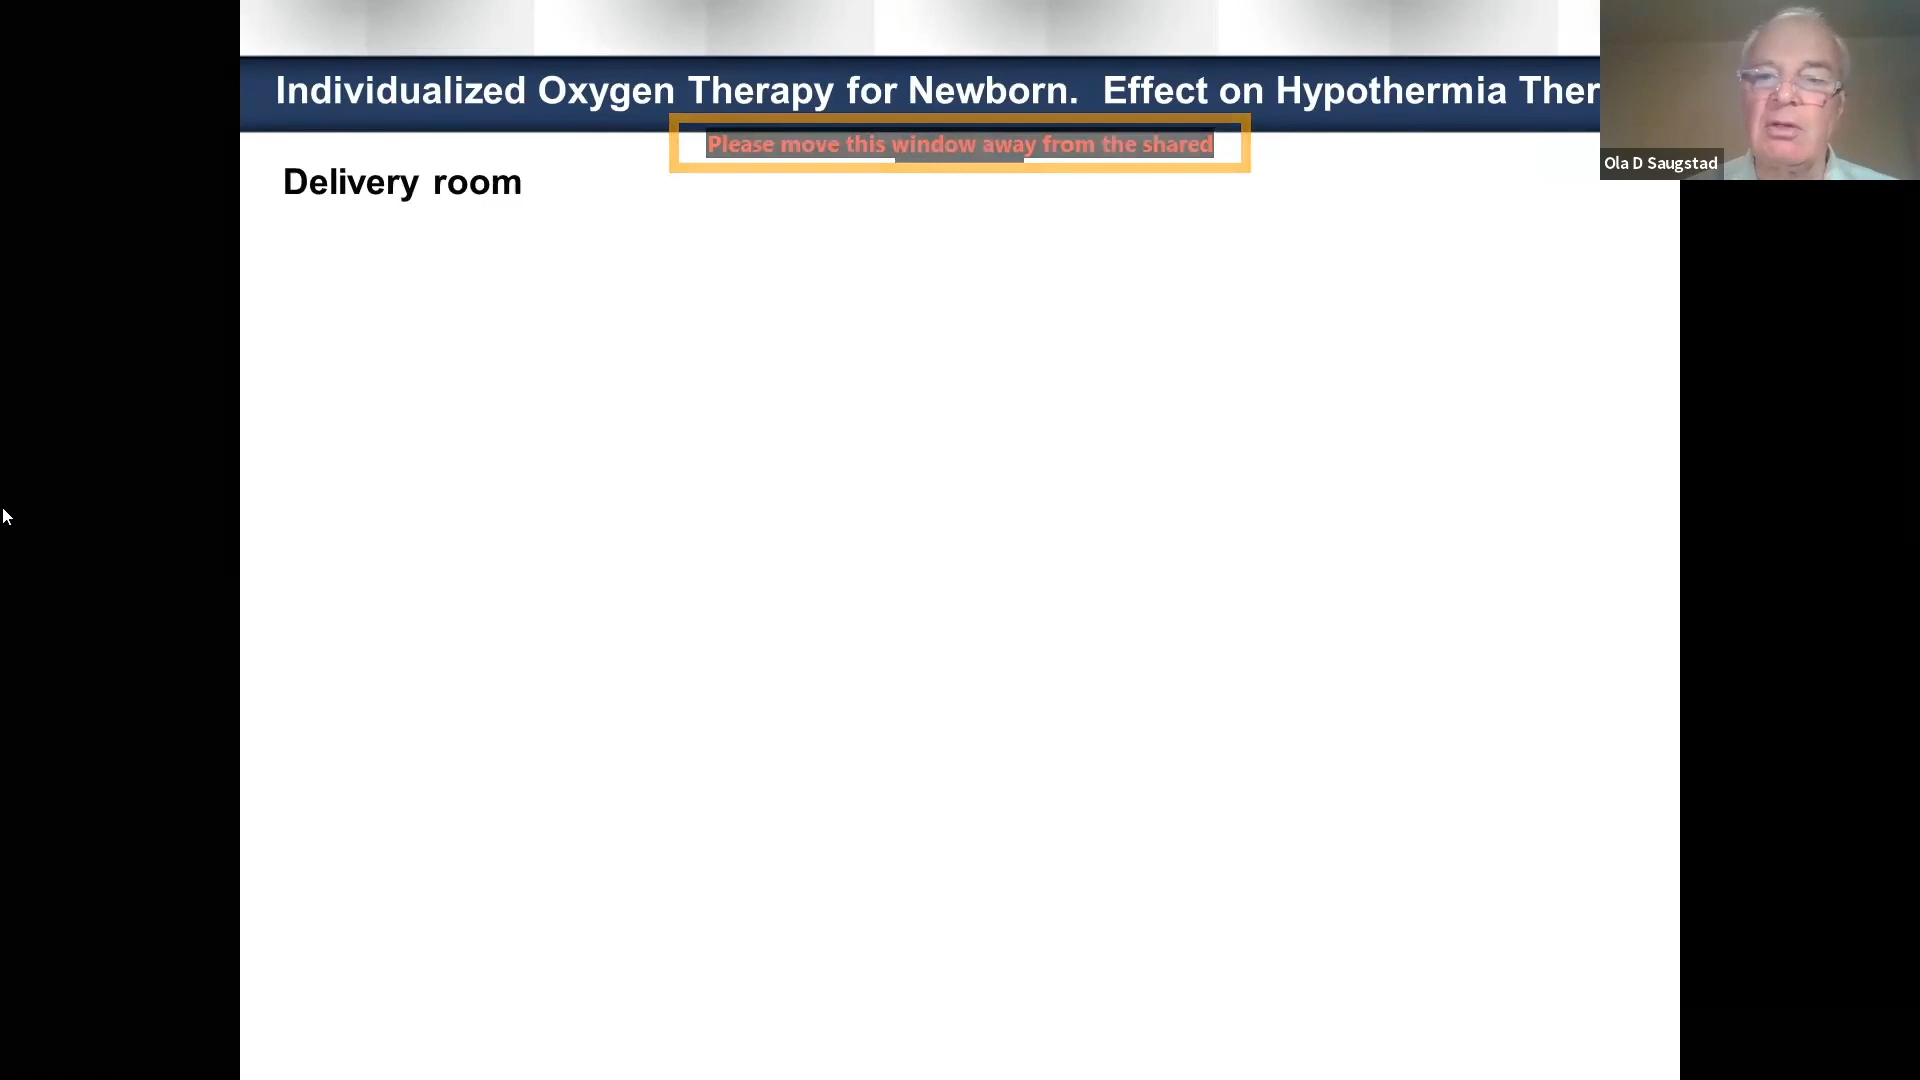 Individualized Oxygen Therapy for Newborn.  Effect on Hypothermia Ther
Please move this window away from the shared
Ola D Saugstad
Delivery room